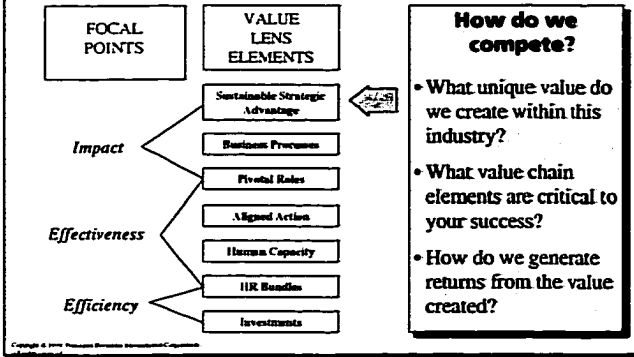 FOCAL
POINTS
VALUE
LENS
ELEMENTS
Sustainable Strategic
Advantage
Business Processes
Pivotal Roles
Aligned Action
Human Capacity
HR Bundles
Investments
Impact
Effectiveness
Efficiency
How do we
compete?
• What unique value do
we create within this
industry?
• What value chain
elements are critical to
your success?
• How do we generate
returns from the value
created?